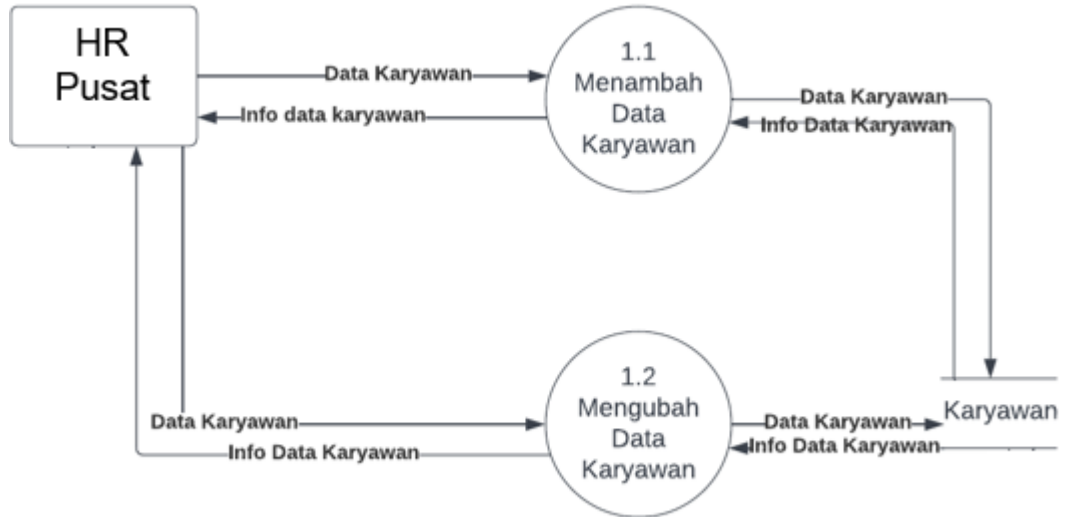 HR
Pusat
Data Karyawan
Info data karyawan
1.1
Menambah
Data
Karyawan
Data Karyawan
Info Data Karyawan
Data Karyawan
Info Data Karyawan
1.2
Mengubah
Data
Karyawan
Data Karyawan
Info Data Karyawan
Karyawan